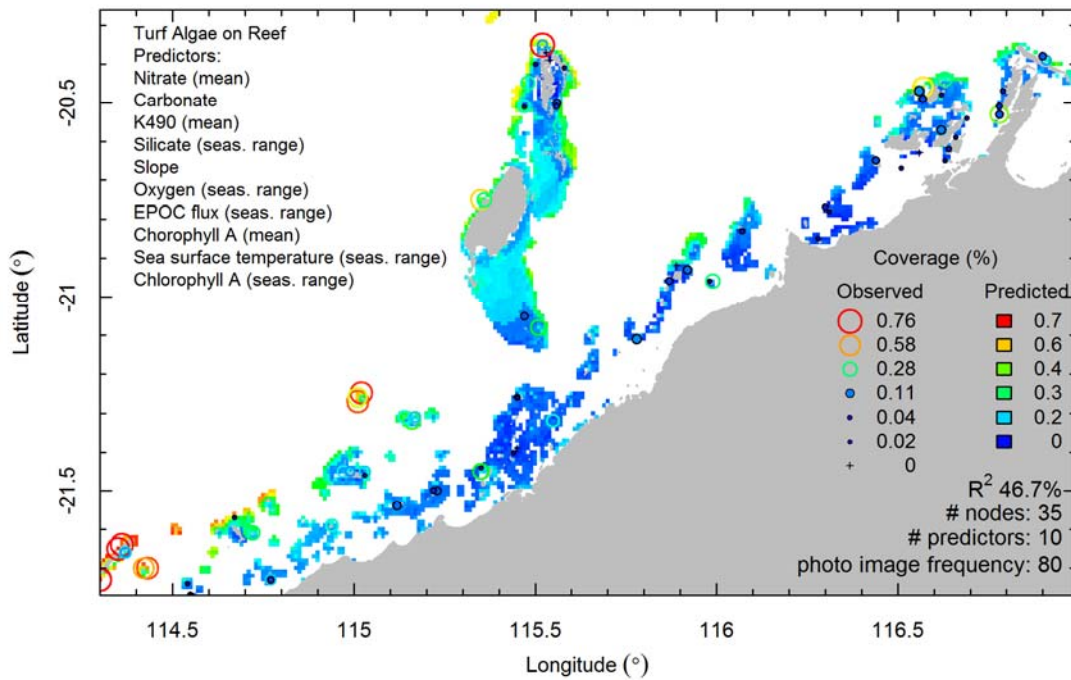 Turf Algae on Reef
Predictors:
Nitrate (mean)
Carbonate
K490 (mean)
Silicate (seas. range)
Slope
Oxygen (seas. range)
EPOC flux (seas. range)
Chorophyll A (mean)
Sea surface temperature (seas. range)
Chlorophyll A (seas. range)
Latitude (°)
-20.5
-21
-21.5
Coverage (%)
Observed Predicted
0.76 0.7
0.58 0.6
0.28 0.4
0.11 0.3
0.04 0.2
0.02 0
0
R² 46.7%
# nodes: 35
# predictors: 10
photo image frequency: 80
114.5 115 115.5 116 116.5
Longitude (°)